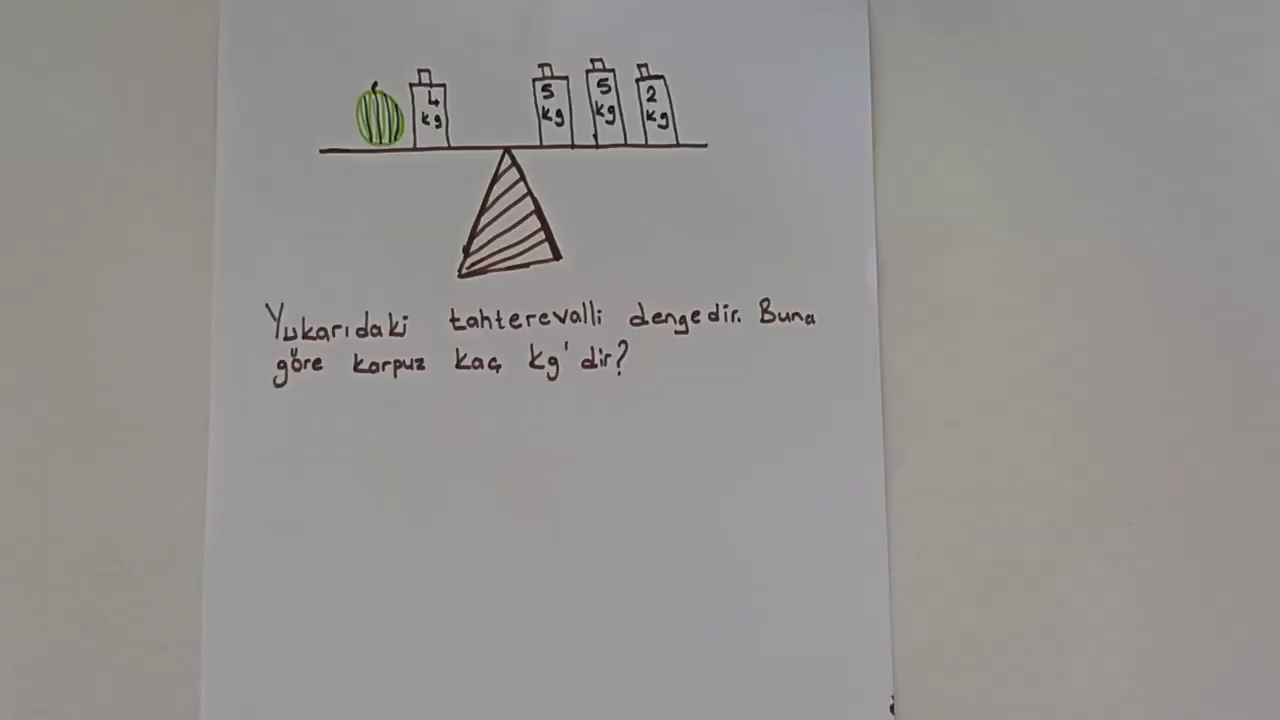 4 kg
5 kg
5 kg
2 kg
Yukarıdaki tahterevalli dengedir. Buna
göre karpuz kaç kg' dir?